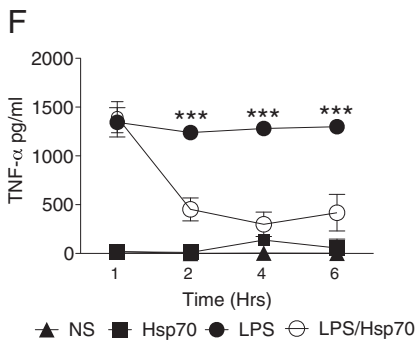 F
2000
1500
1000
500
0
TNF-α pg/ml
*** *** ***
1 2 4 6
Time (Hrs)
NS Hsp70 LPS LPS/Hsp70